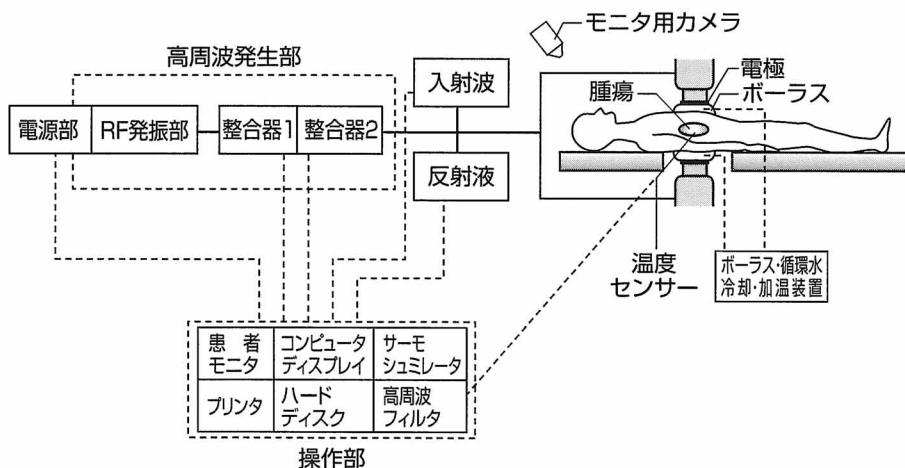 モニタ用カメラ
高周波発生部
入射波
電極
ボーラス
腫瘍
電源部
RF発振部
整合器1
整合器2
反射液
温度
センサー
ボーラス・循環水
冷却・加温装置
患者
モニタ
コンピュータ
ディスプレイ
サーモ
シュミレータ
プリンタ
ハード
ディスク
高周波
フィルタ
操作部